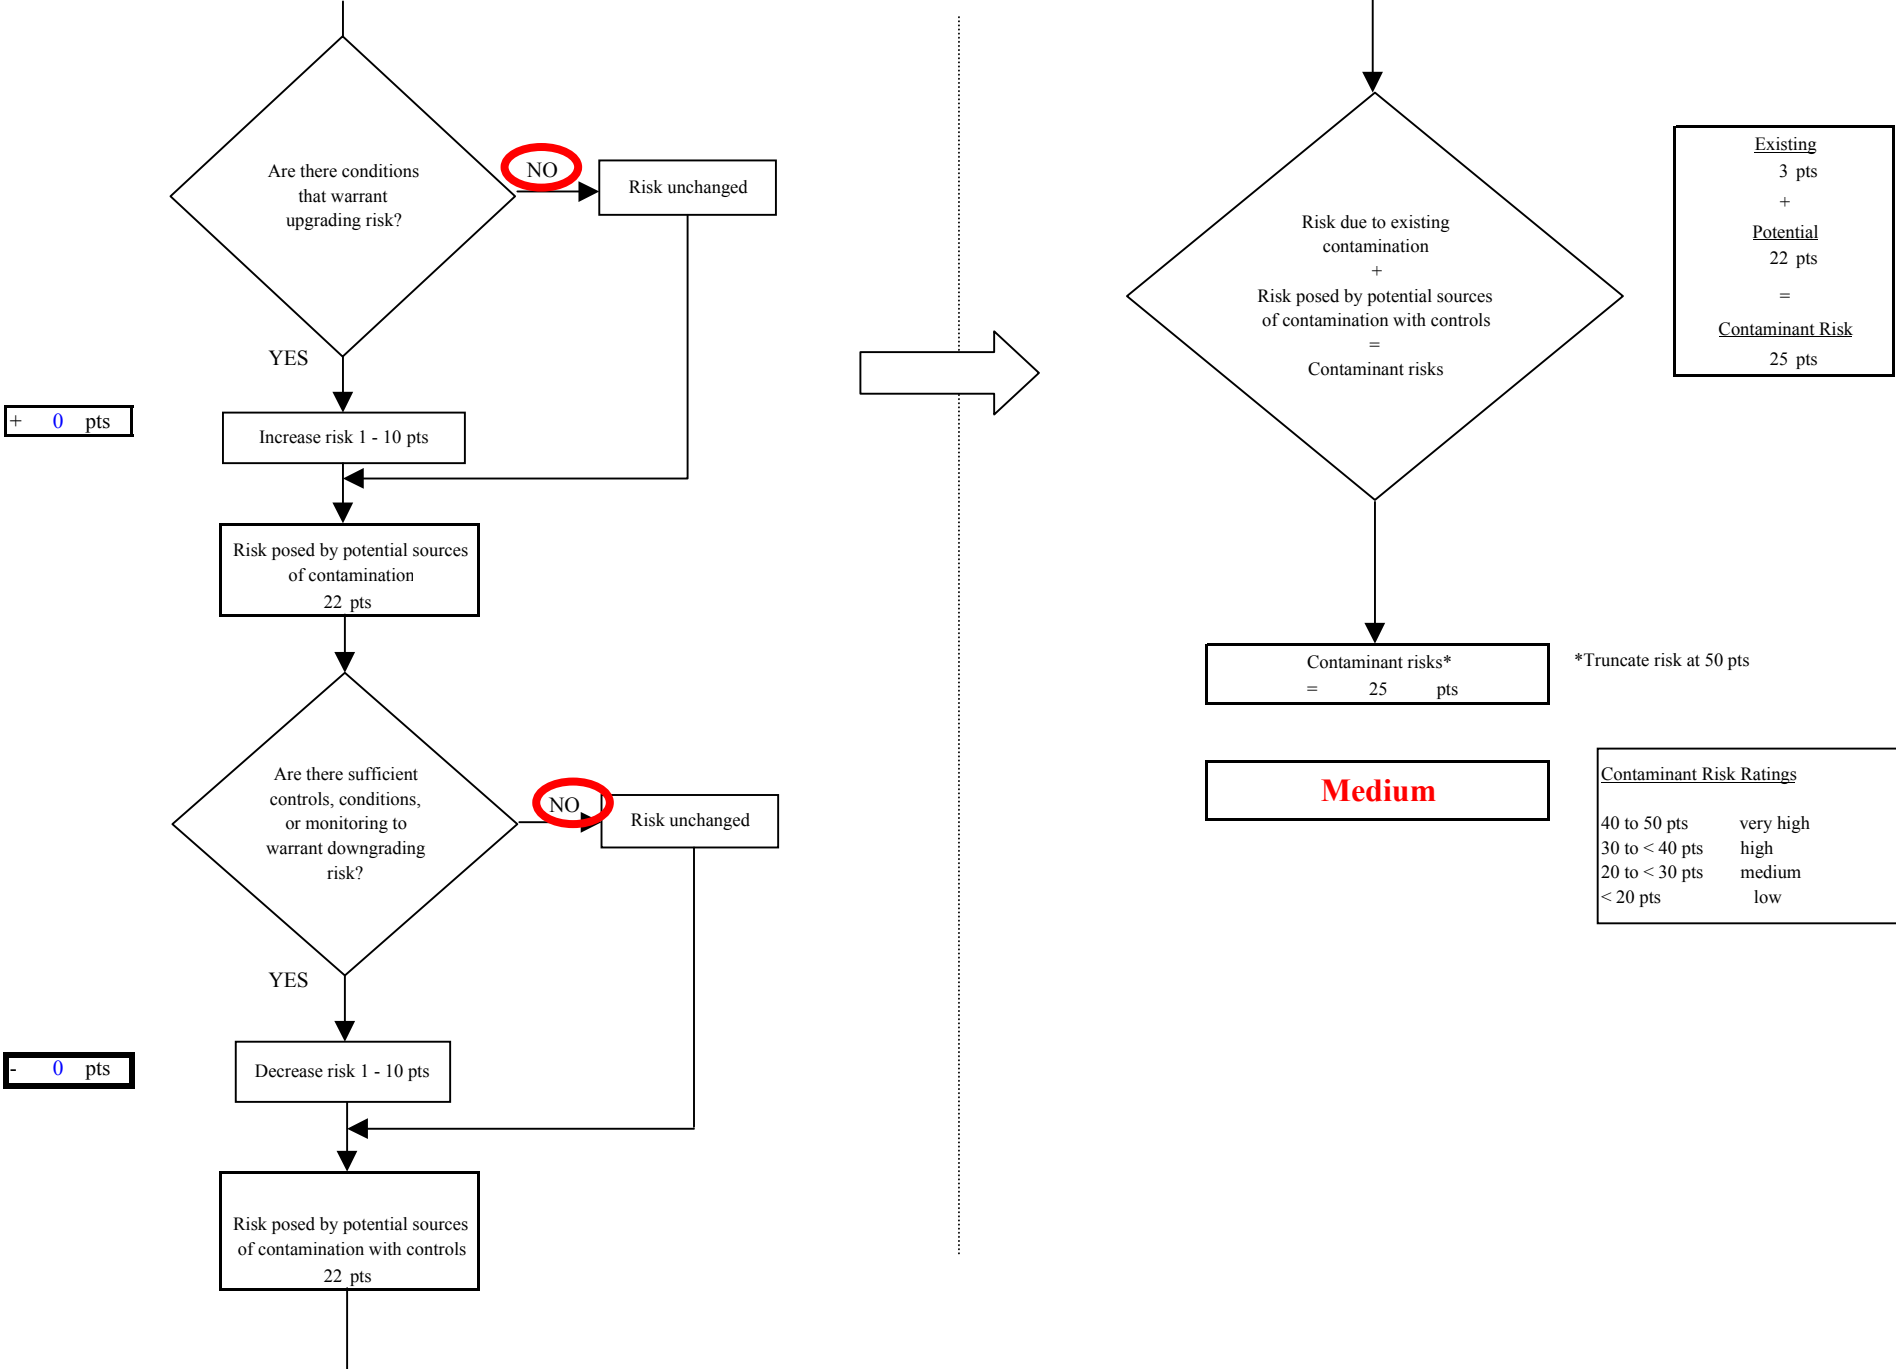 Are there conditions
that warrant
upgrading risk?
NO
Risk unchanged
YES
+ 0 pts
Increase risk 1 - 10 pts
Risk posed by potential sources
of contamination
22 pts
Are there sufficient
controls, conditions,
or monitoring to
warrant downgrading
risk?
NO
Risk unchanged
YES
- 0 pts
Decrease risk 1 - 10 pts
Risk posed by potential sources
of contamination with controls
22 pts
Risk due to existing
contamination
+
Risk posed by potential sources
of contamination with controls
=
Contaminant risks
Existing
3 pts
+
Potential
22 pts
=
Contaminant Risk
25 pts
Contaminant risks*
= 25 pts
*Truncate risk at 50 pts
Medium
Contaminant Risk Ratings
40 to 50 pts very high
30 to < 40 pts high
20 to < 30 pts medium
< 20 pts low